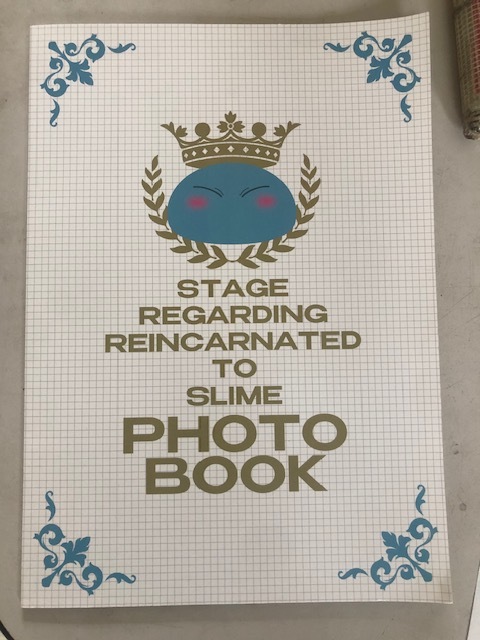 STAGE
REGARDING
REINCARNATED
TO
SLIME
PHOTO
BOOK